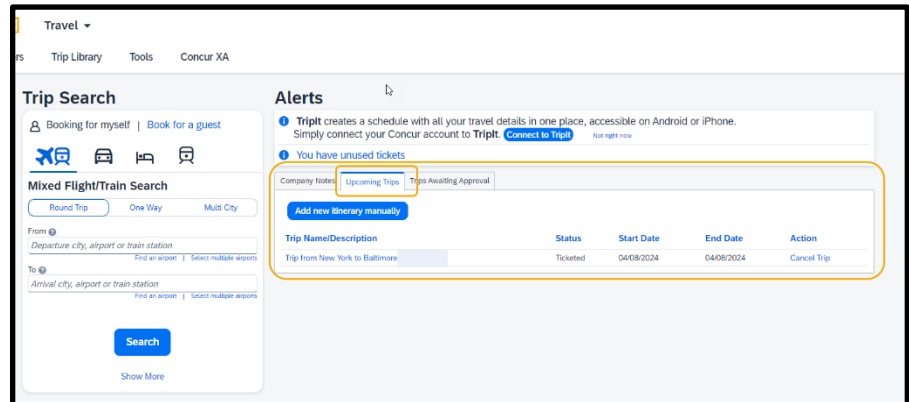 Travel
rs Trip Library Tools Concur XA
Trip Search
Booking for myself | Book for a guest
Mixed Flight/Train Search
Round Trip One Way Multi City
From
Departure city, airport or train station
Find an airport | Select multiple airports
To
Arrival city, airport or train station
Find an airport | Select multiple airports
Search
Show More
Alerts
TripIt creates a schedule with all your travel details in one place, accessible on Android or iPhone.
Simply connect your Concur account to TripIt. Connect to TripIt Not right now
You have unused tickets
Company Notes Upcoming Trips Trips Awaiting Approval
Add new itinerary manually
Trip Name/Description Status Start Date End Date Action
Trip from New York to Baltimore Ticketed 04/08/2024 04/08/2024 Cancel Trip